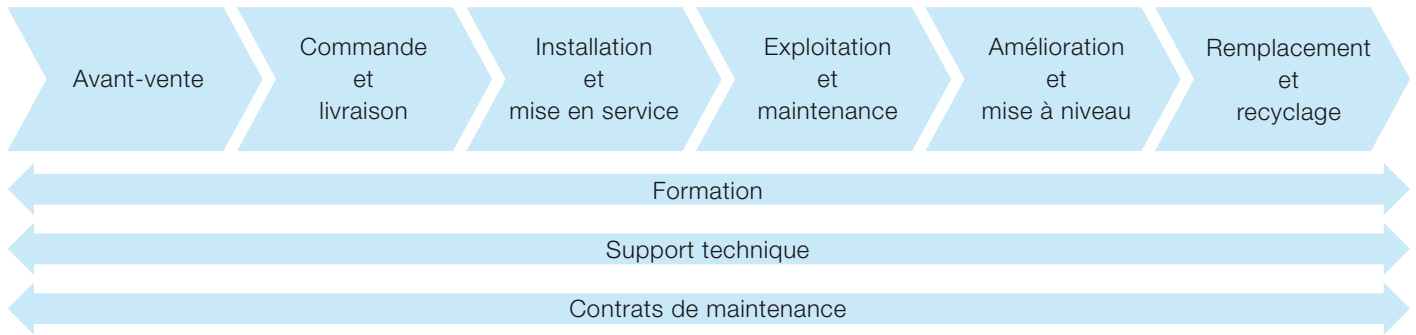 Avant-vente
Commande
et
livraison
Installation
et
mise en service
Exploitation
et
maintenance
Amélioration
et
mise à niveau
Remplacement
et
recyclage
Formation
Support technique
Contrats de maintenance